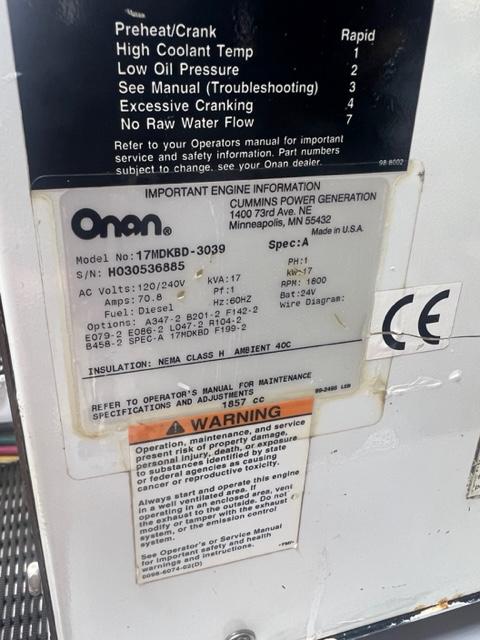 Preheat/Crank Rapid
High Coolant Temp 1
Low Oil Pressure 2
See Manual (Troubleshooting) 3
Excessive Cranking 4
No Raw Water Flow 7
Refer to your Operators manual for important
service and safety information. Part numbers
subject to change, see your Onan dealer. 98-8002
IMPORTANT ENGINE INFORMATION
Onan®
CUMMINS POWER GENERATION
1400 73rd Ave. NE
Minneapolis, MN 55432
Made in U.S.A.
Model No: 17MDKBD-3039 Spec:A
S/N: H030536885
AC Volts:120/240V KVA:17 PH:1
Amps:70.8 Pf:1 kW:17
Fuel: Diesel Hz:60HZ RPM: 1800
Bat:24V
Options: A347-2 B201-2 F142-2 Wire Diagram:
E079-2 E086-2 L047-2 R104-2
B458-2 SPEC-A 17MDKBD F199-2
INSULATION: NEMA CLASS H AMBIENT 40C
REFER TO OPERATOR'S MANUAL FOR MAINTENANCE
SPECIFICATIONS AND ADJUSTMENTS
1857 cc
WARNING
Operation, maintenance, and service
present risk of property damage,
personal injury, death, or exposure
to substances identified by state
or federal agencies as causing
cancer or reproductive toxicity.
Always start and operate this engine
in a well ventilated area. If
operating in an enclosed area, vent
the exhaust to the outside. Do not
modify or tamper with the exhaust
system, or the emission control
system.
See Operator's or Service Manual
for important safety and health
warnings and instructions.
CE